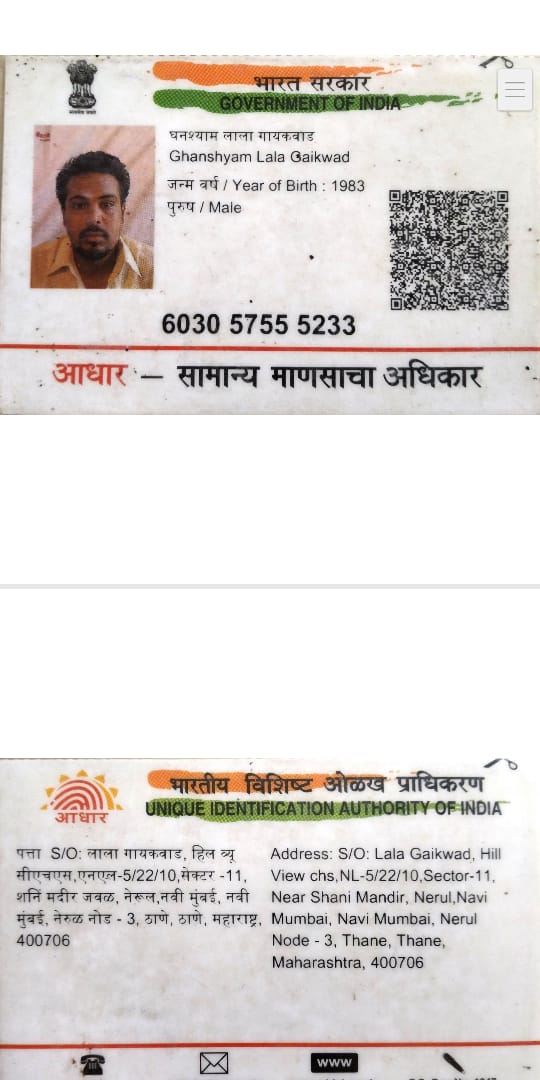 भारत सरकार
GOVERNMENT OF INDIA
घनश्याम लाला गायकवाड
Ghanshyam Lala Gaikwad
जन्म वर्ष / Year of Birth : 1983
पुरुष / Male
6030 5755 5233
आधार — सामान्य माणसाचा अधिकार
भारतीय विशिष्ट ओळख प्राधिकरण
UNIQUE IDENTIFICATION AUTHORITY OF INDIA
आधार
पत्ता S/O: लाला गायकवाड, हिल व्यू
सीएचएस,एनएल-5/22/10,सेक्टर -11,
शनिं मदीर जवळ, नेरूल,नवी मुंबई, नवी
मुंबई, नेरुळ नोड - 3, ठाणे, ठाणे, महाराष्ट्र,
400706
Address: S/O: Lala Gaikwad, Hill
View chs,NL-5/22/10,Sector-11,
Near Shani Mandir, Nerul,Navi
Mumbai, Navi Mumbai, Nerul
Node - 3, Thane, Thane,
Maharashtra, 400706
www